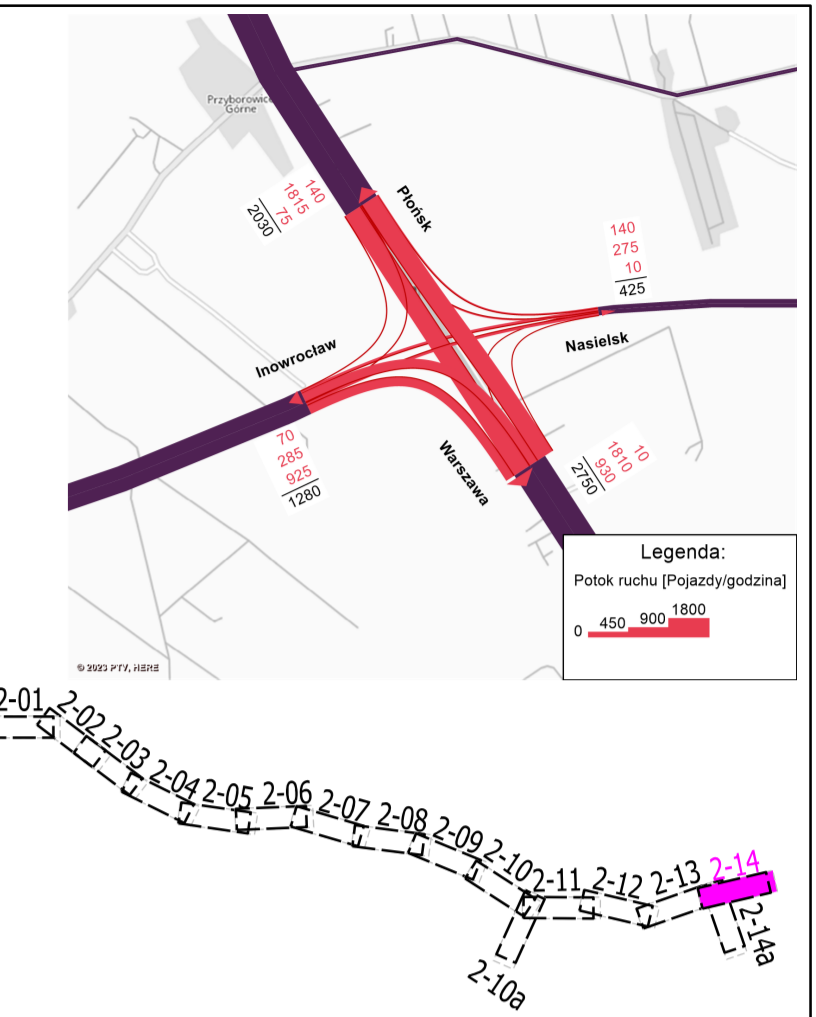 Przyborowice
Górne
Płońsk
140
1815
75
2030
140
275
10
425
Nasielsk
Inowrocław
70
285
925
1280
Warszawa
10
1810
930
2750
Legenda:
Potok ruchu [Pojazdy/godzina]
0 450 900 1800
© 2023 PTV, HERE
2-01
2-02
2-03
2-04
2-05
2-06
2-07
2-08
2-09
2-10
2-11
2-12
2-13
2-14
2-14a
2-10a